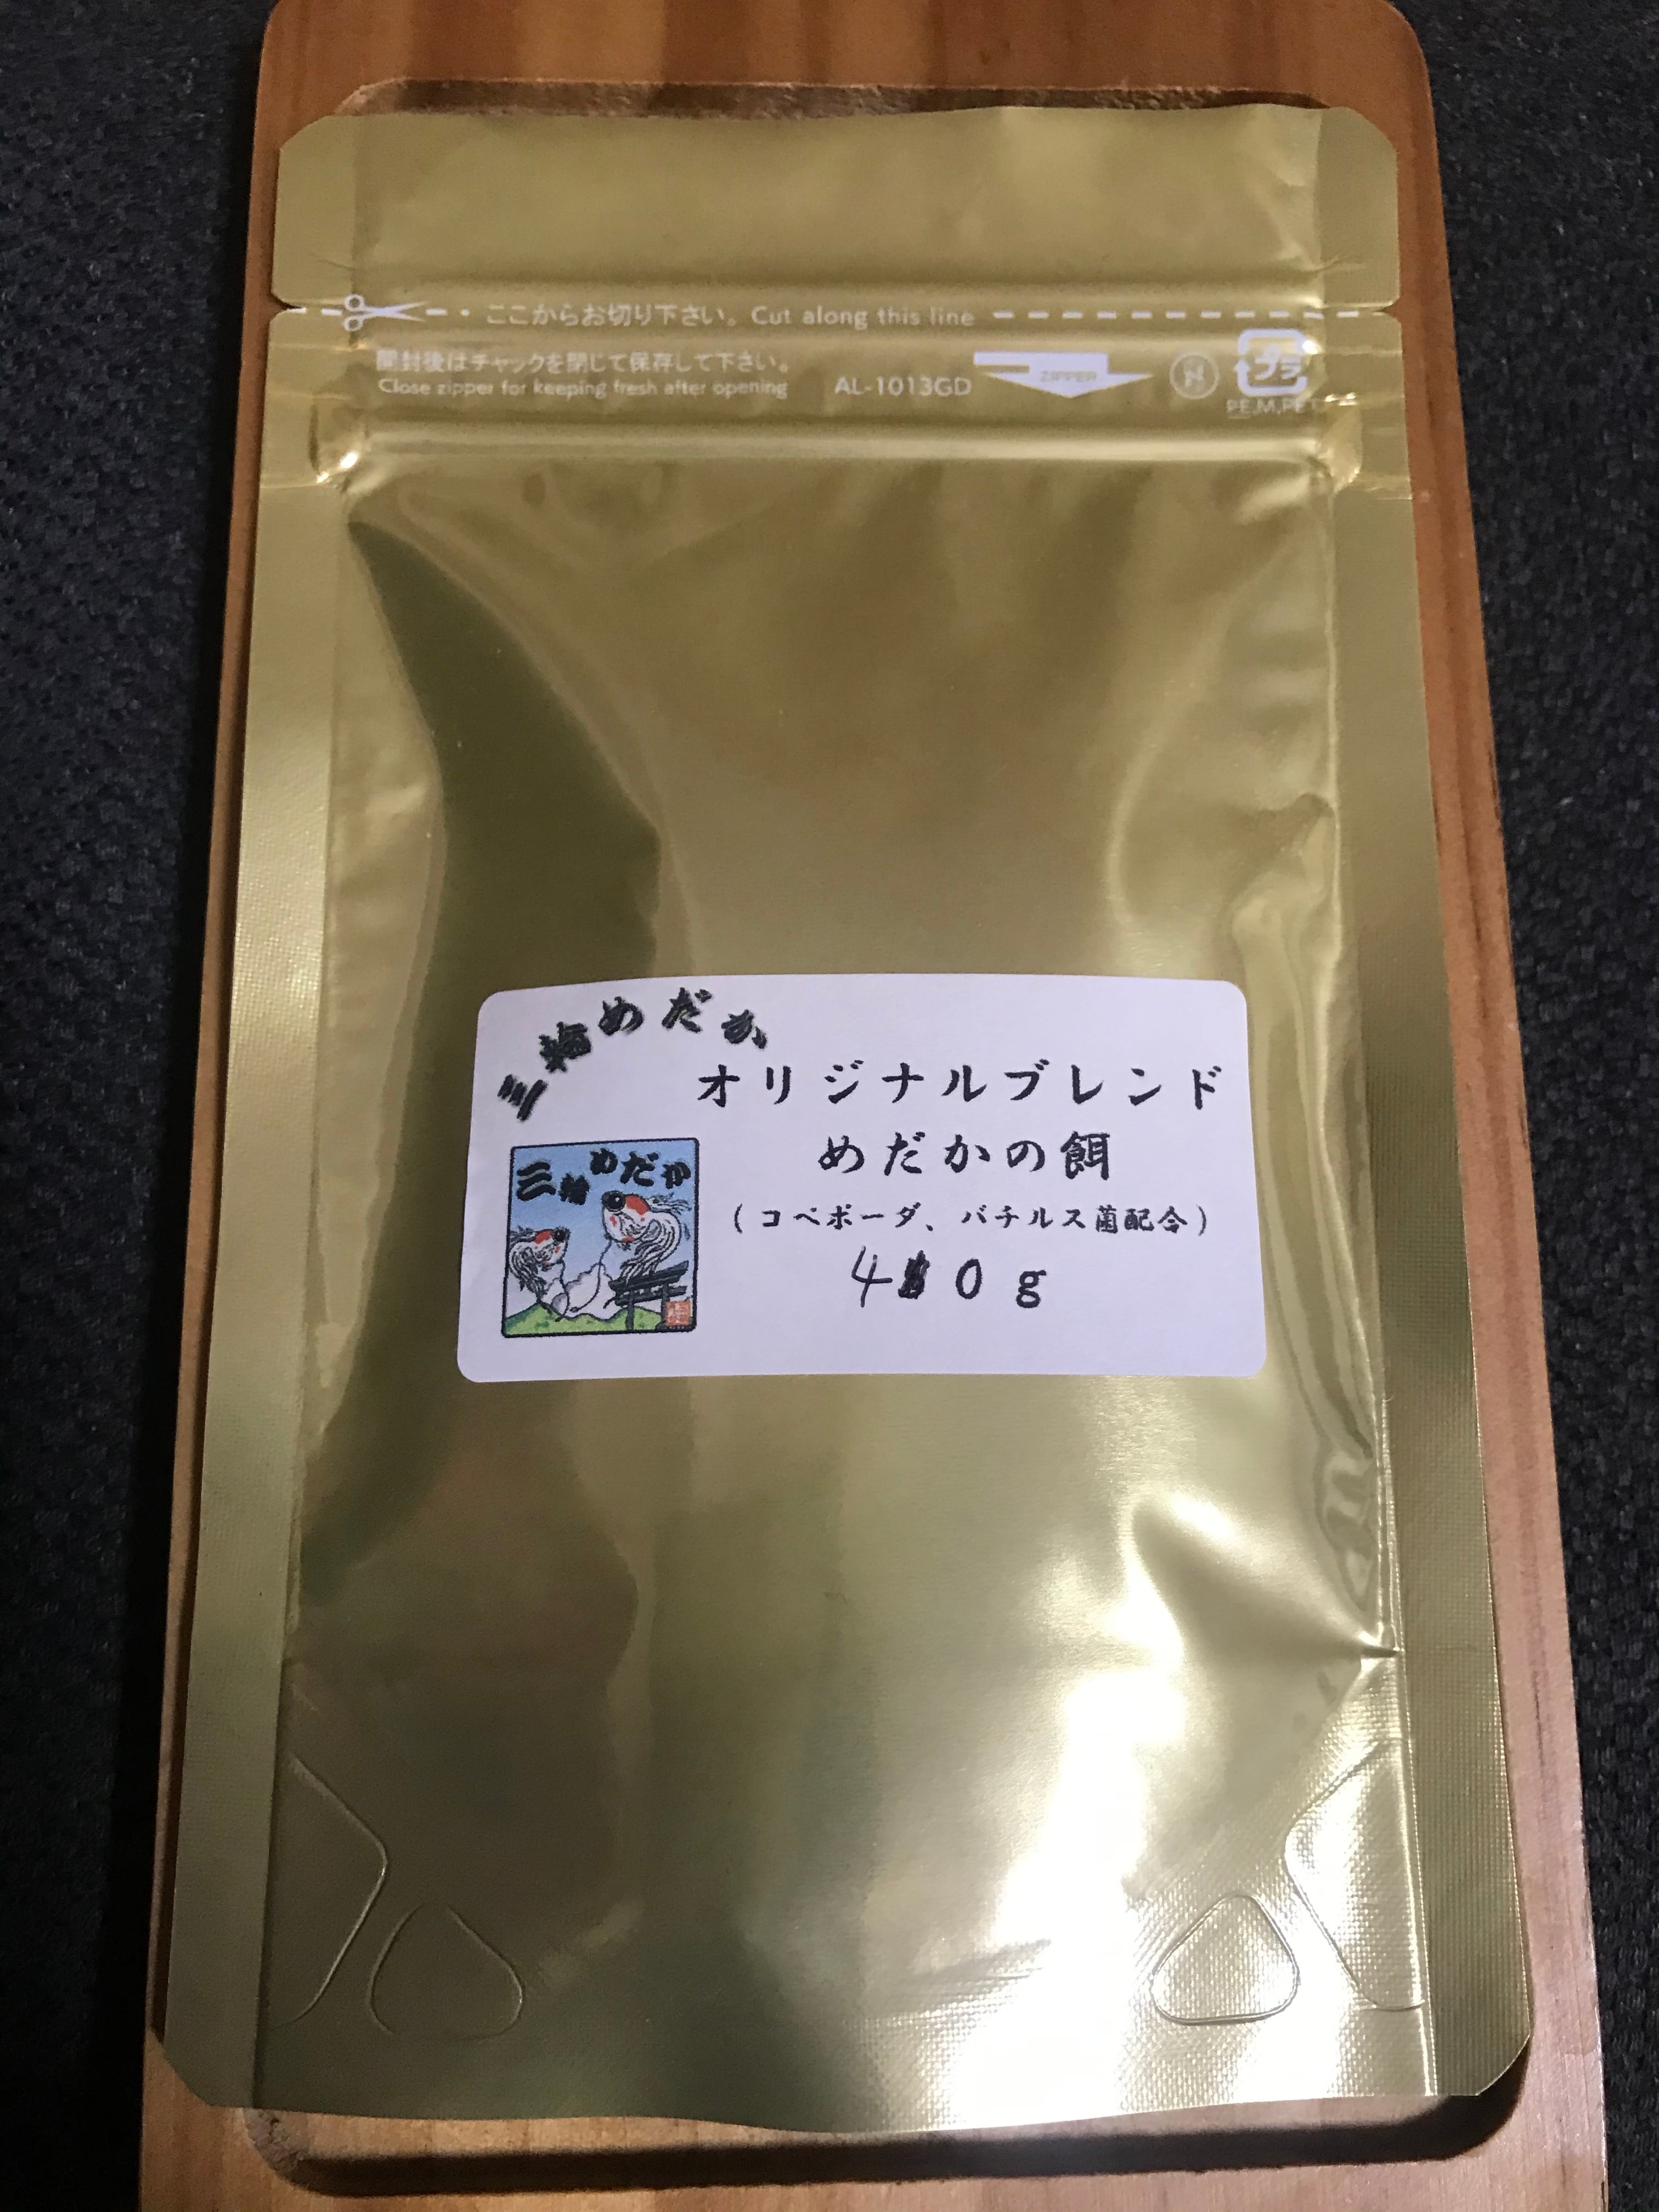 ここからお切り下さい。Cut along this line
開封後はチャックを閉じて保存して下さい。
Close zipper for keeping fresh after opening
AL-1013GD
ZIPPER
プラ
PE,M,PET
三輪めだか
オリジナルブレンド
めだかの餌
(コペポーダ、バチルス菌配合)
40g
三輪めだか